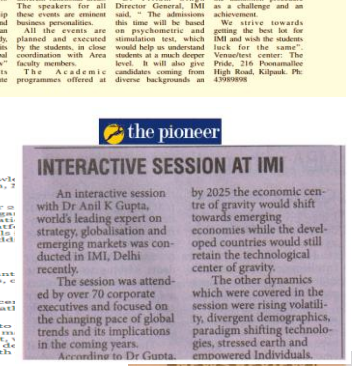 The speakers for all
these events are eminent
business personalities.
All the events are
planned and executed
by the students, in close
coordination with Area
faculty members.
The Academic
programmes offered at
Director General, IMI
said, " The admissions
this time will be based
on psychometric and
stimulation test, which
would help us understand
students at a much deeper
level. It will also give
candidates coming from
diverse backgrounds an
as a challenge and an
achievement.
We strive towards
getting the best lot for
IMI and wish the students
luck for the same".
Venue/test center: The
Pride, 216 Poonamallee
High Road, Kilpauk. Ph:
43989898
the pioneer
INTERACTIVE SESSION AT IMI
An interactive session
with Dr Anil K Gupta,
world's leading expert on
strategy, globalisation and
emerging markets was con-
ducted in IMI, Delhi
recently.
The session was attend-
ed by over 70 corporate
executives and focused on
the changing pace of global
trends and its implications
in the coming years.
According to Dr Gupta,
by 2025 the economic cen-
tre of gravity would shift
towards emerging
economies while the devel-
oped countries would still
retain the technological
center of gravity.
The other dynamics
which were covered in the
session were rising volatili-
ty, divergent demographics,
paradigm shifting technolo-
gies, stressed earth and
empowered Individuals.